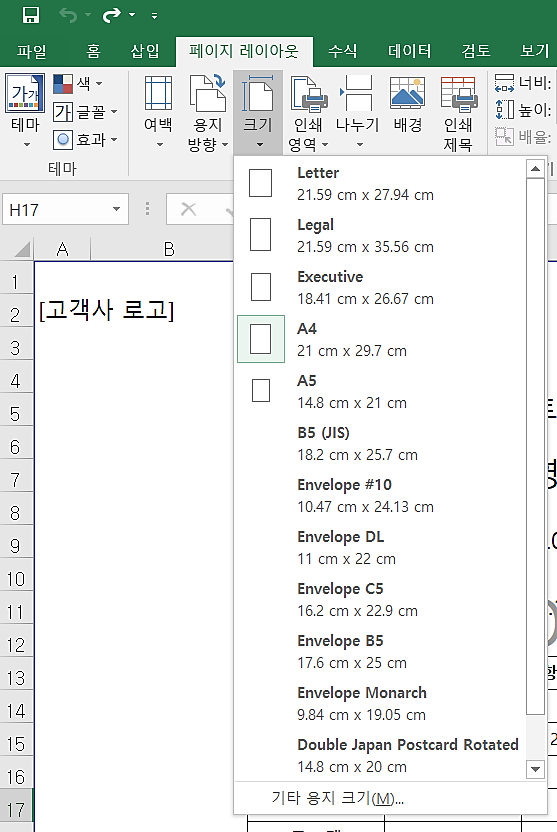 파일 홈 삽입 페이지 레이아웃 수식 데이터 검토 보기
가가 색 너비:
가 글꼴 높이:
테마 효과 여백 용지 방향 크기 인쇄 영역 나누기 배경 인쇄 제목 배율:
테마
H17
A B
Letter
21.59 cm x 27.94 cm
Legal
21.59 cm x 35.56 cm
Executive
18.41 cm x 26.67 cm
A4
21 cm x 29.7 cm
A5
14.8 cm x 21 cm
B5 (JIS)
18.2 cm x 25.7 cm
Envelope #10
10.47 cm x 24.13 cm
Envelope DL
11 cm x 22 cm
Envelope C5
16.2 cm x 22.9 cm
Envelope B5
17.6 cm x 25 cm
Envelope Monarch
9.84 cm x 19.05 cm
Double Japan Postcard Rotated
14.8 cm x 20 cm
기타 용지 크기(M)...
1
2 [고객사 로고]
3
4
5
6
7
8
9
10
11
12
13
14
15
16
17